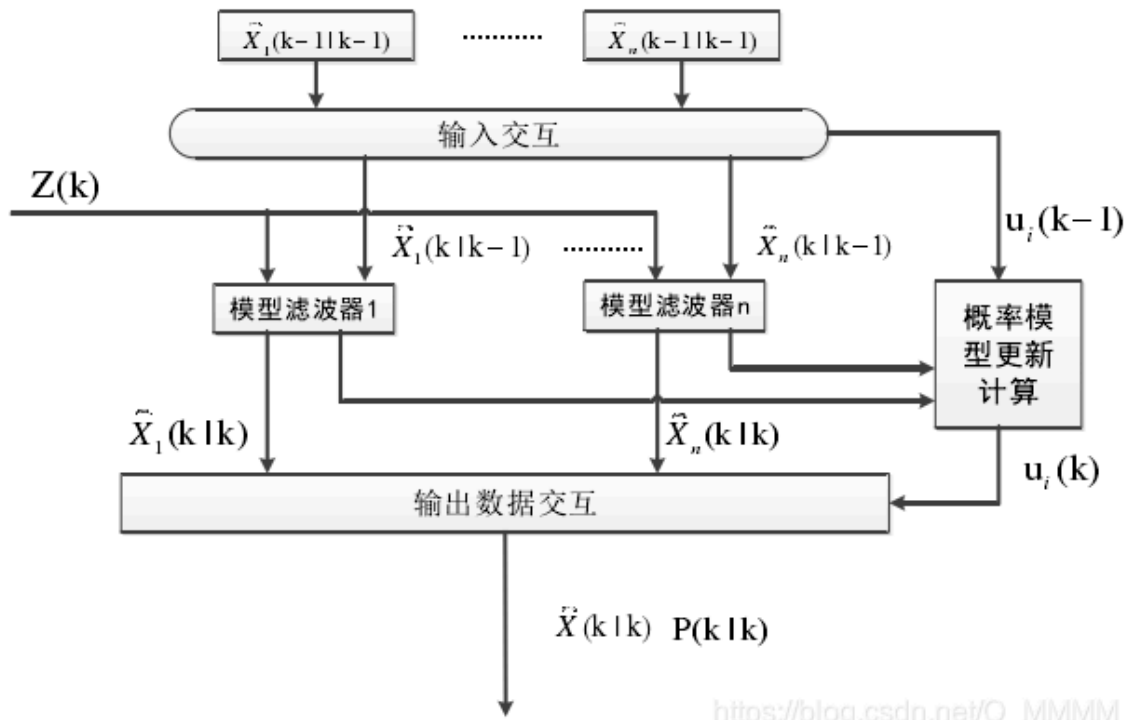 X̂₁(k-1|k-1) ......... X̂ₙ(k-1|k-1)
输入交互
Z(k)
uᵢ(k-1)
X̂₁(k|k-1) ......... X̂ₙ(k|k-1)
模型滤波器1
模型滤波器n
概率模
型更新
计算
X̂₁(k|k)
X̂ₙ(k|k)
uᵢ(k)
输出数据交互
X̂(k|k) P(k|k)
https://blog.csdn.net/Q_MMMM